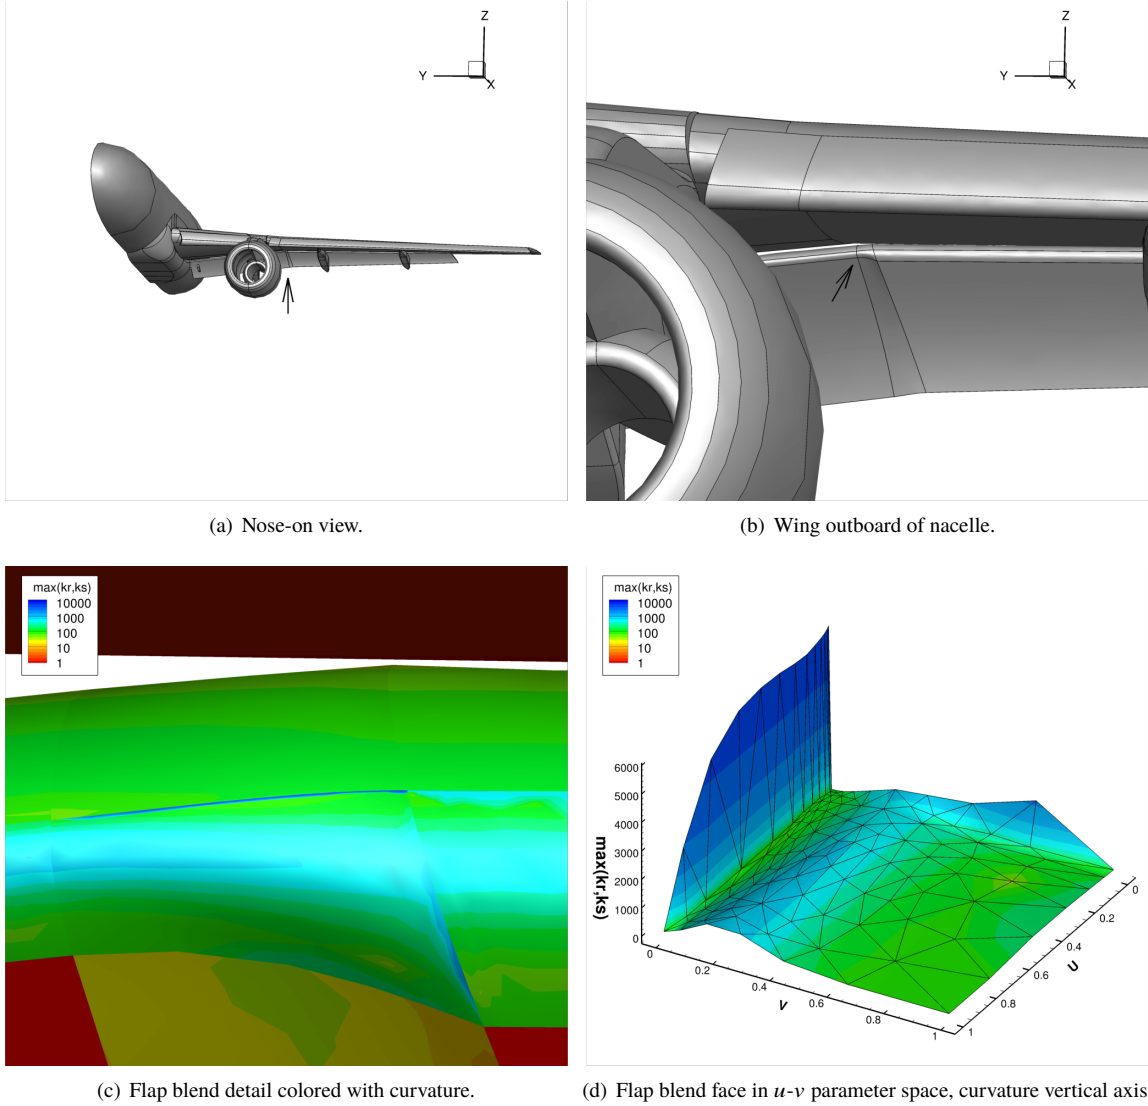 Z
Y
X
Z
Y
X
(a) Nose-on view.
(b) Wing outboard of nacelle.
max(kr,ks)
10000
1000
100
10
1
max(kr,ks)
10000
1000
100
10
1
max(kr,ks)
6000
5000
4000
3000
2000
1000
0
0
0.2
0.4
0.6
0.8
1
V
0
0.2
0.4
0.6
0.8
1
U
(c) Flap blend detail colored with curvature.
(d) Flap blend face in u-v parameter space, curvature vertical axis